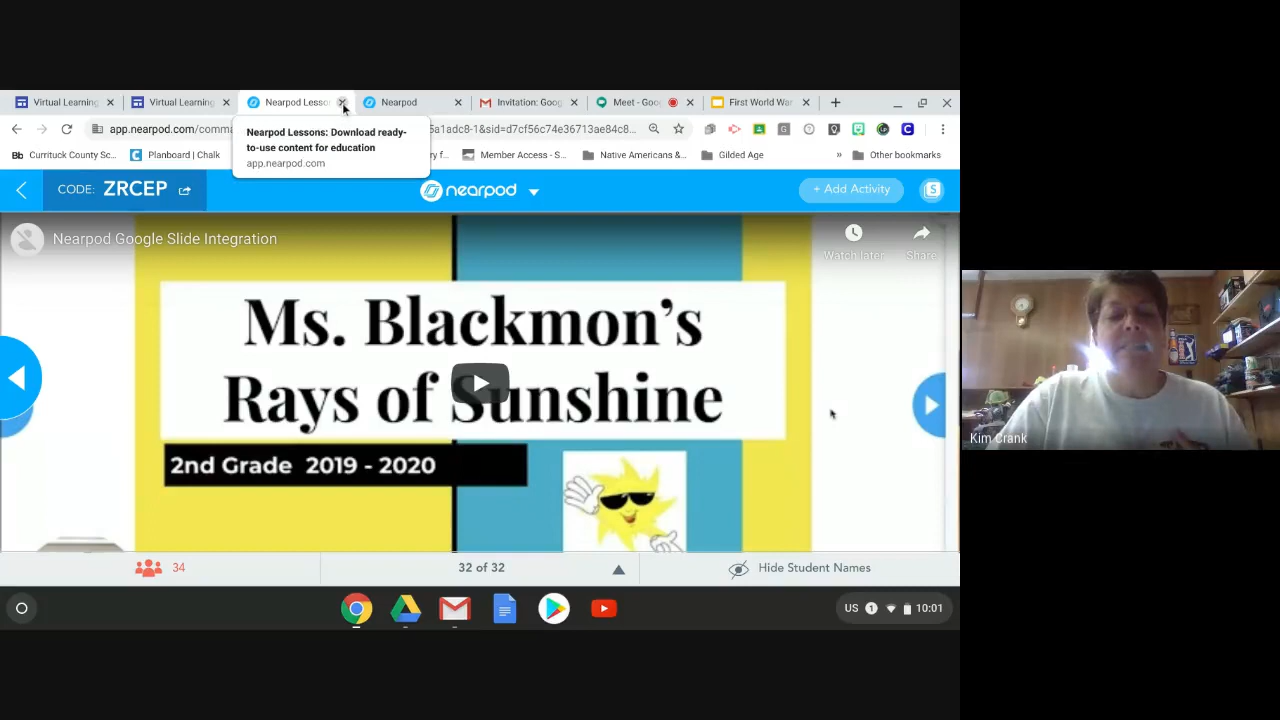 Virtual Learning
Virtual Learning
Nearpod Lesso
Nearpod
Invitation: Goog
Meet - Goo
First World War
app.nearpod.com/comma
5a1adc8-1&sid=d7cf56c74e36713ae84c8...
Nearpod Lessons: Download ready-
to-use content for education
app.nearpod.com
Bb
Currituck County Sc...
Planboard | Chalk
y f...
Member Access - S...
Native Americans &...
Gilded Age
»
Other bookmarks
CODE: ZRCEP
nearpod
+ Add Activity
S
Nearpod Google Slide Integration
Watch later
Share
Ms. Blackmon's
Rays of Sunshine
2nd Grade 2019 - 2020
34
32 of 32
Hide Student Names
US
1
10:01
Kim Crank